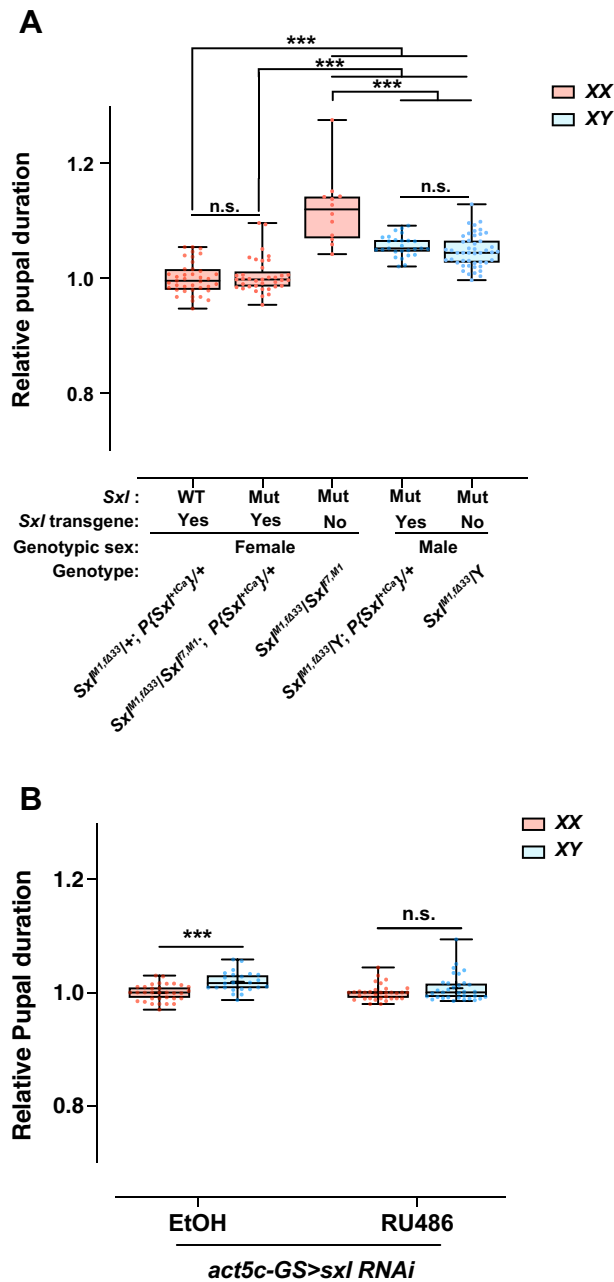 A
***
***
***
XX
XY
n.s.
n.s.
Relative pupal duration
1.2
1.0
0.8
Sxl : WT Mut Mut Mut Mut
Sxl transgene: Yes Yes No Yes No
Genotypic sex: Female Male
Genotype:
Sxl^M1,fΔ33/+; P{Sxl^+tCa}/+
Sxl^M1,fΔ33/Sxl^f7,M1; P{Sxl^+tCa}/+
Sxl^M1,fΔ33/Sxl^f7,M1
Sxl^M1,fΔ33/Y; P{Sxl^+tCa}/+
Sxl^M1,fΔ33/Y
B
XX
XY
***
n.s.
Relative Pupal duration
1.2
1.0
0.8
EtOH RU486
act5c-GS>sxl RNAi